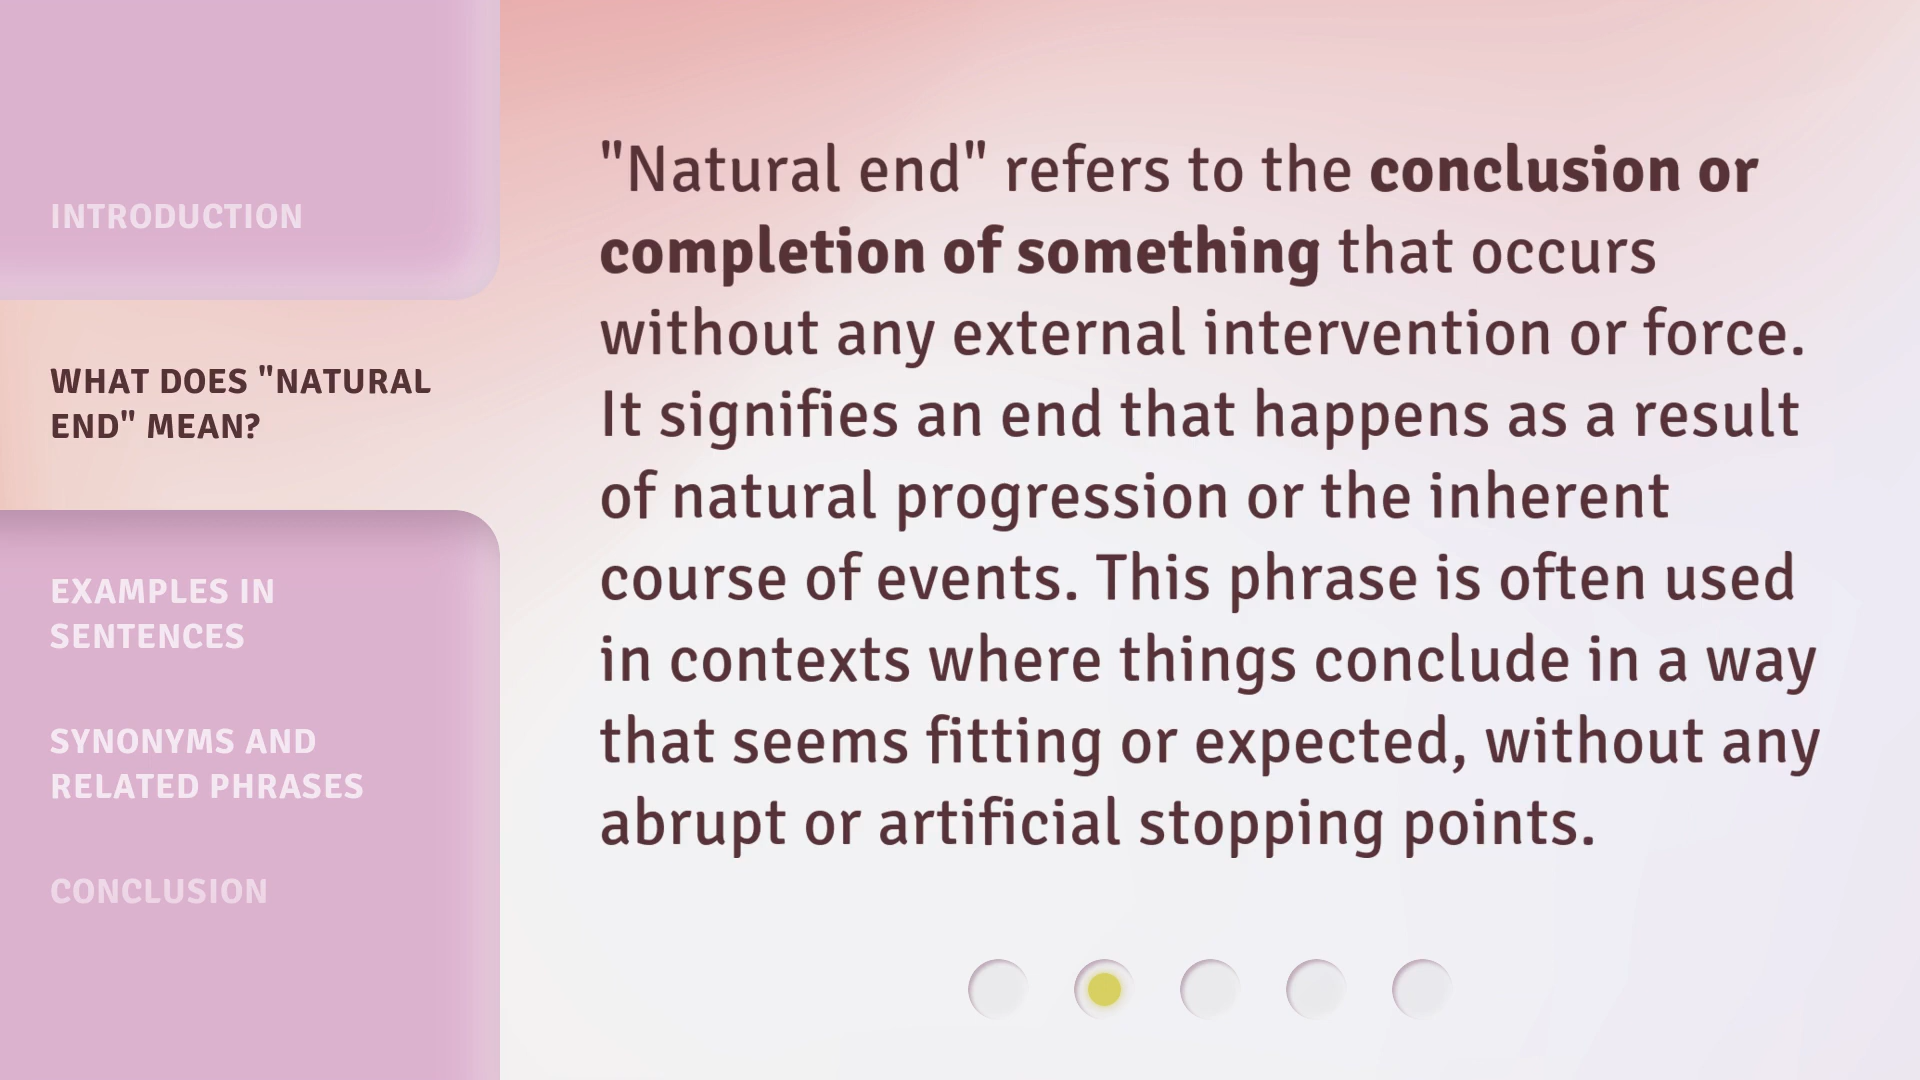 INTRODUCTION
WHAT DOES "NATURAL
END" MEAN?
EXAMPLES IN
SENTENCES
SYNONYMS AND
RELATED PHRASES
CONCLUSION
"Natural end" refers to the conclusion or
completion of something that occurs
without any external intervention or force.
It signifies an end that happens as a result
of natural progression or the inherent
course of events. This phrase is often used
in contexts where things conclude in a way
that seems fitting or expected, without any
abrupt or artificial stopping points.